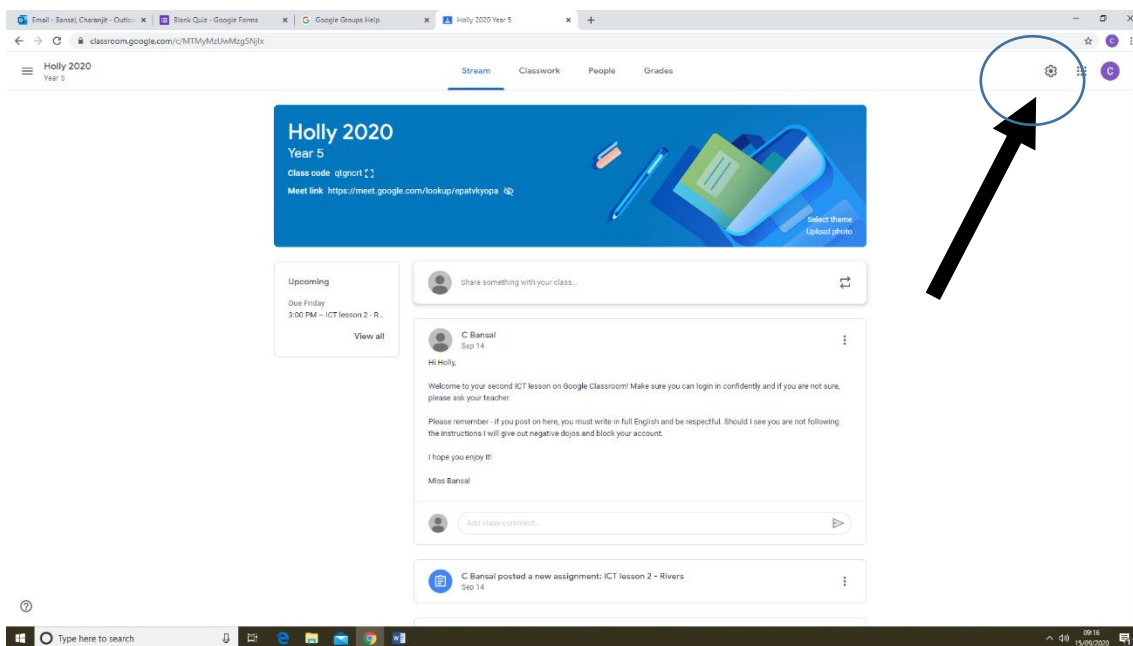 Email - Bansal, Charanjit - Outloo
Blank Quiz - Google Forms
Google Groups Help
Holly 2020 Year 5
classroom.google.com/c/MTMyMzUwMzg5NjIx
Holly 2020
Year 5
Stream Classwork People Grades
C
Holly 2020
Year 5
Class code qtgncrt
Meet link https://meet.google.com/lookup/epatvkyopa
Select theme
Upload photo
Upcoming
Due Friday
3:00 PM – ICT lesson 2 - R...
View all
Share something with your class...
C Bansal
Sep 14
Hi Holly,
Welcome to your second ICT lesson on Google Classroom! Make sure you can login in confidently and if you are not sure,
please ask your teacher.
Please remember - if you post on here, you must write in full English and be respectful. Should I see you are not following
the instructions I will give out negative dojos and block your account.
I hope you enjoy it!
Miss Bansal
Add class comment...
C Bansal posted a new assignment: ICT lesson 2 - Rivers
Sep 14
Type here to search
09:16
15/09/2020